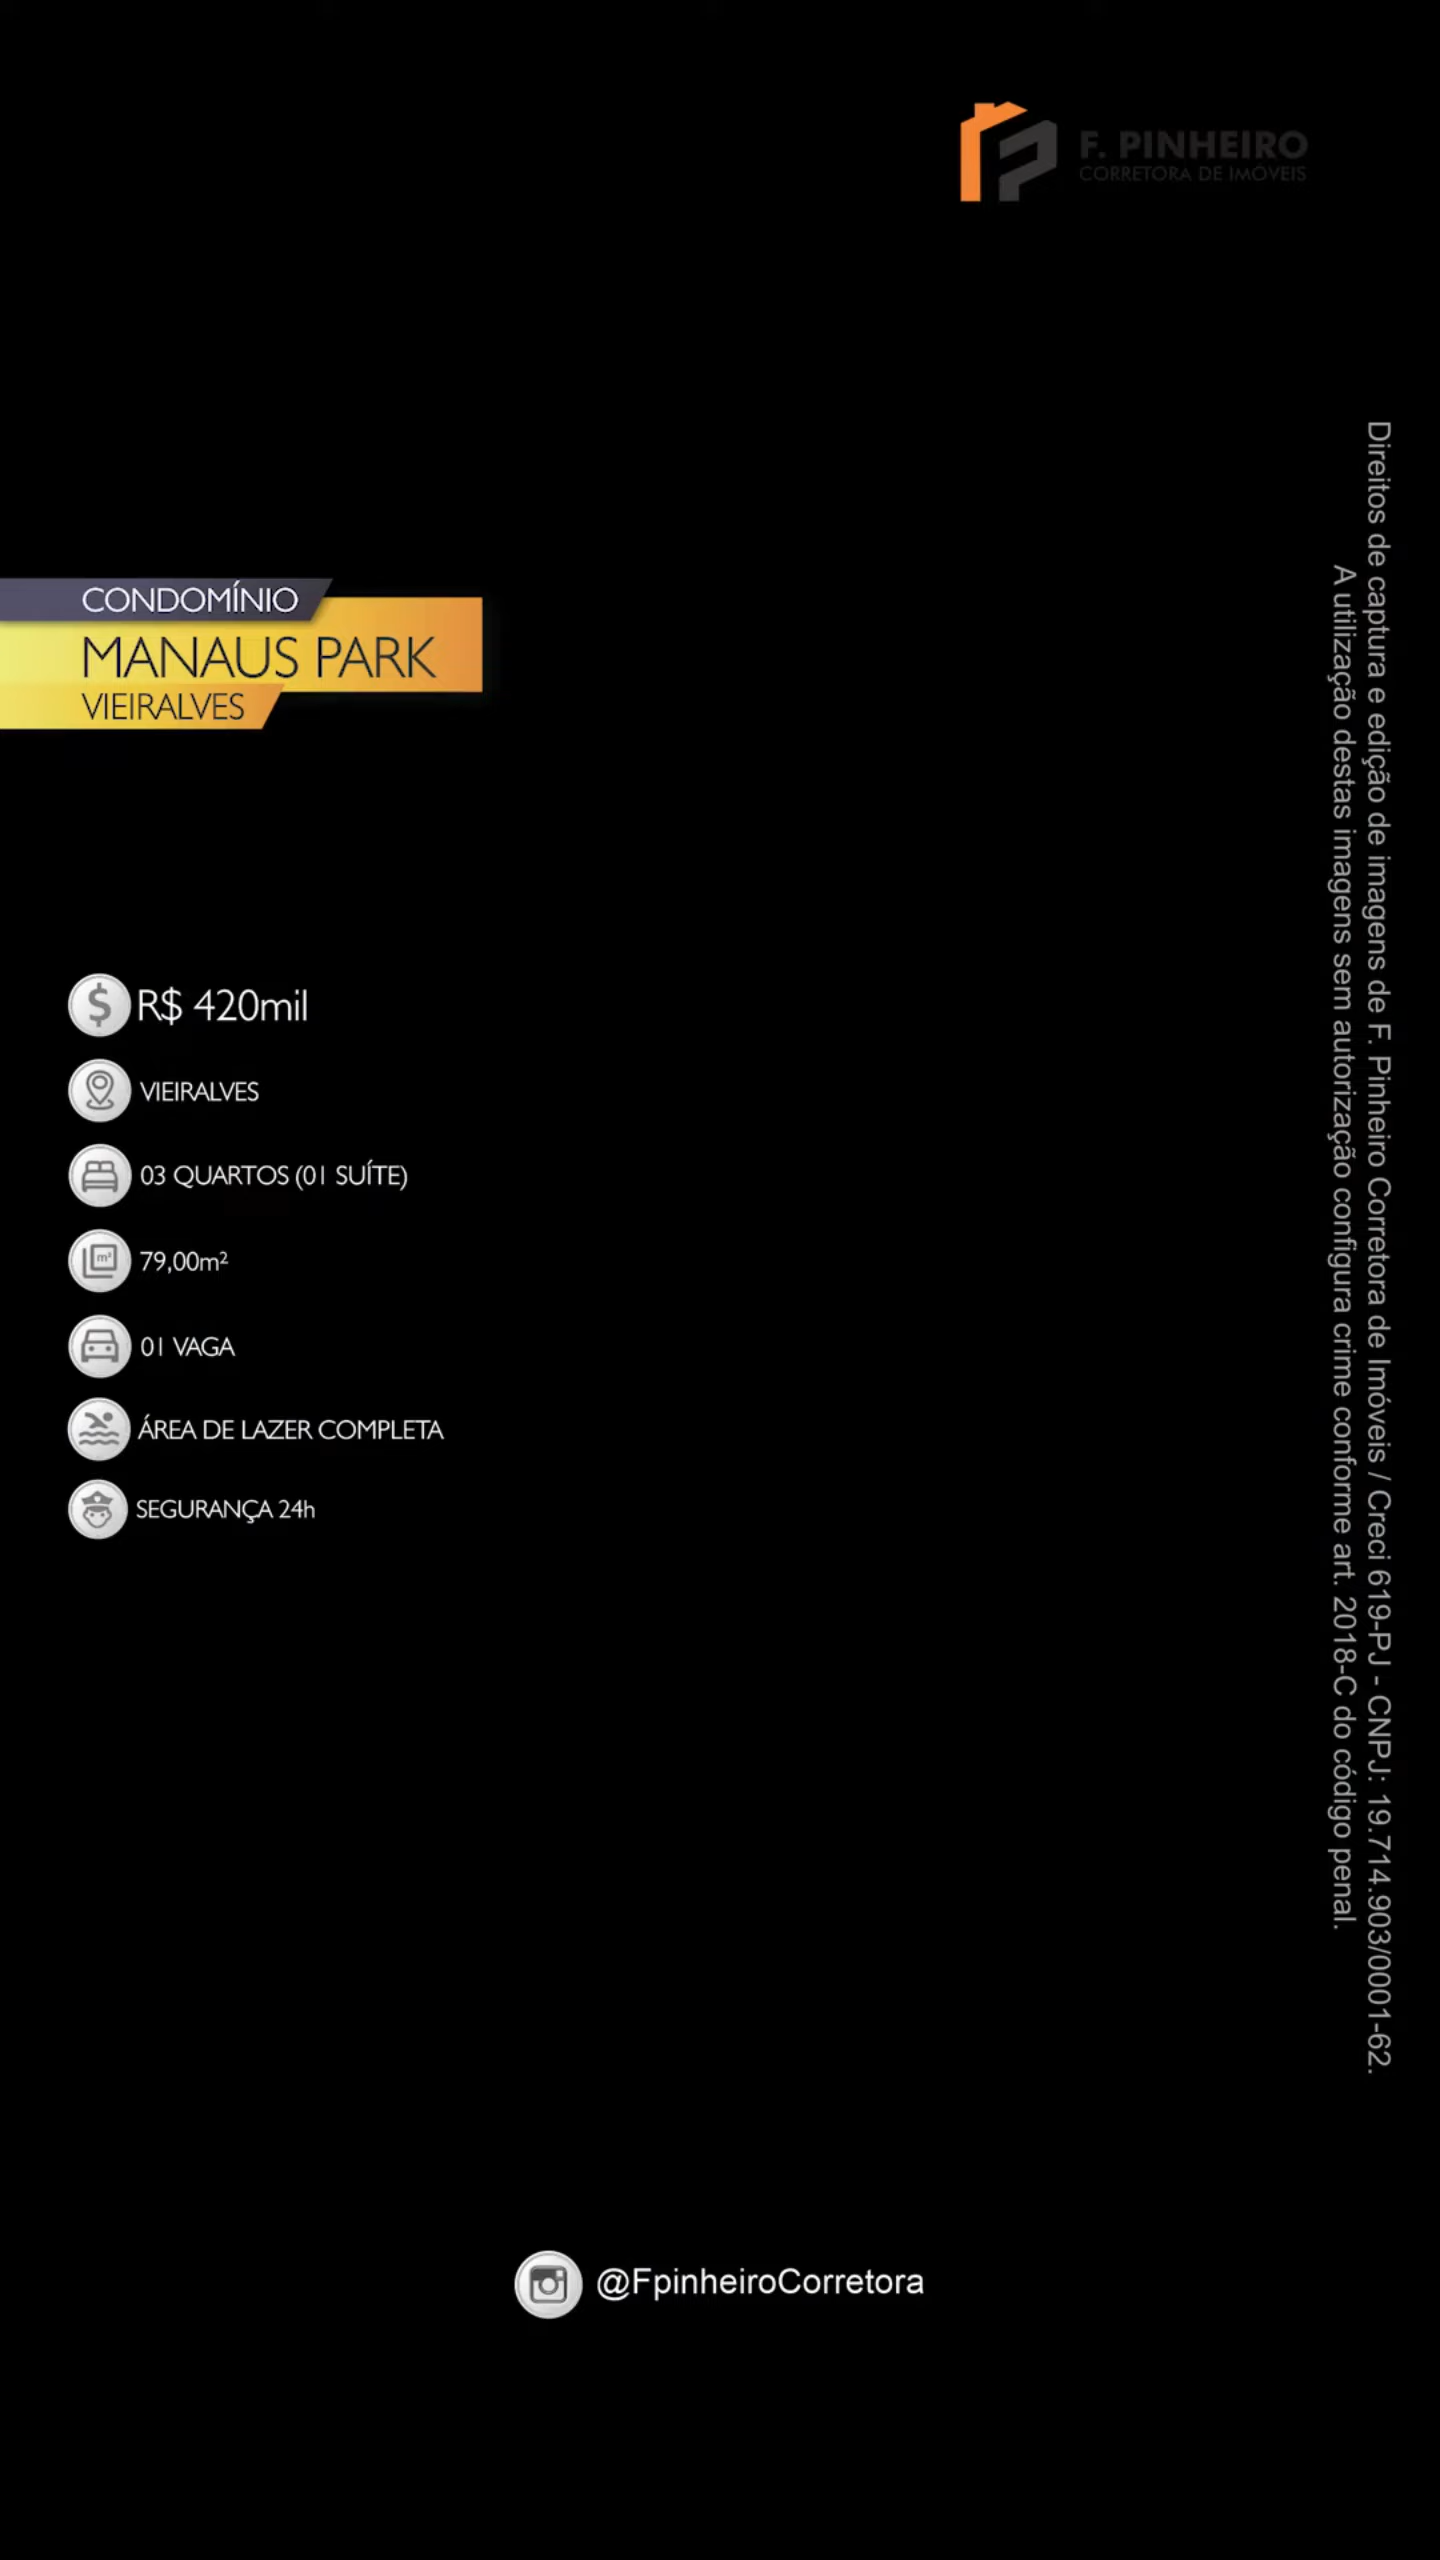 F. PINHEIRO
CORRETORA DE IMÓVEIS
CONDOMÍNIO
MANAUS PARK
VIEIRALVES
R$ 420mil
VIEIRALVES
03 QUARTOS (01 SUÍTE)
m²
79,00m²
01 VAGA
ÁREA DE LAZER COMPLETA
SEGURANÇA 24h
Direitos de captura e edição de imagens de F. Pinheiro Corretora de Imóveis / Creci 619-PJ - CNPJ: 19.714.903/0001-62.
A utilização destas imagens sem autorização configura crime conforme art. 2018-C do código penal.
@FpinheiroCorretora